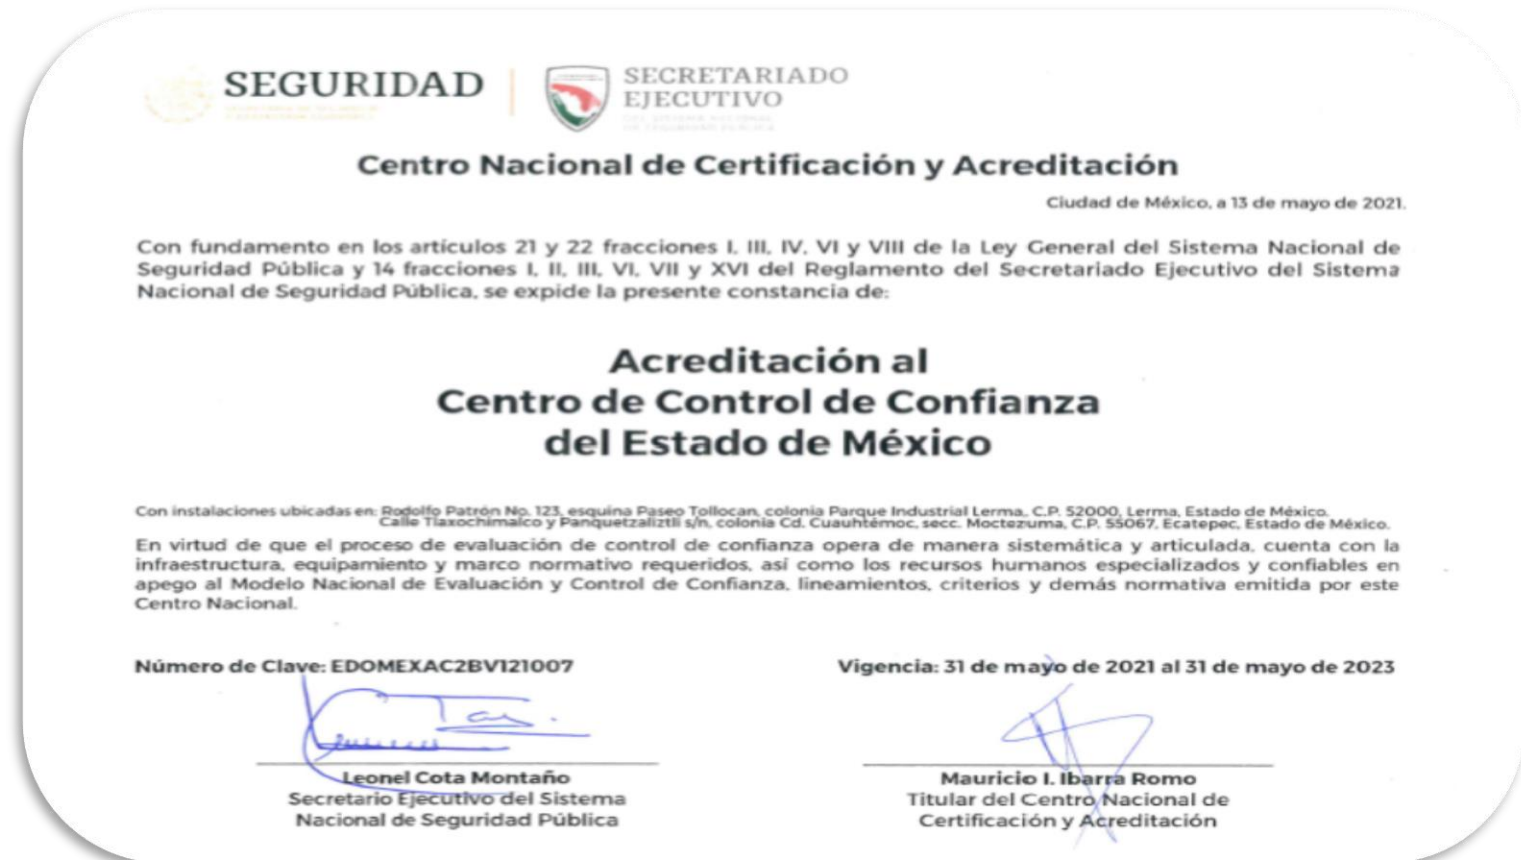 SEGURIDAD
SECRETARIADO
EJECUTIVO
Centro Nacional de Certificación y Acreditación
Ciudad de México, a 13 de mayo de 2021.
Con fundamento en los artículos 21 y 22 fracciones I, III, IV, VI y VIII de la Ley General del Sistema Nacional de
Seguridad Pública y 14 fracciones I, II, III, VI, VII y XVI del Reglamento del Secretariado Ejecutivo del Sistema
Nacional de Seguridad Pública, se expide la presente constancia de:
Acreditación al
Centro de Control de Confianza
del Estado de México
Con instalaciones ubicadas en: Rodolfo Patrón No. 123, esquina Paseo Tollocan, colonia Parque Industrial Lerma, C.P. 52000, Lerma, Estado de México.
Calle Tlaxochimalco y Panquetzaliztli s/n, colonia Cd. Cuauhtémoc, secc. Moctezuma, C.P. 55067, Ecatepec, Estado de México.
En virtud de que el proceso de evaluación de control de confianza opera de manera sistemática y articulada, cuenta con la
infraestructura, equipamiento y marco normativo requeridos, así como los recursos humanos especializados y confiables en
apego al Modelo Nacional de Evaluación y Control de Confianza, lineamientos, criterios y demás normativa emitida por este
Centro Nacional.
Número de Clave: EDOMEXAC2BV121007
Vigencia: 31 de mayo de 2021 al 31 de mayo de 2023
Leonel Cota Montaño
Secretario Ejecutivo del Sistema
Nacional de Seguridad Pública
Mauricio I. Ibarra Romo
Titular del Centro Nacional de
Certificación y Acreditación